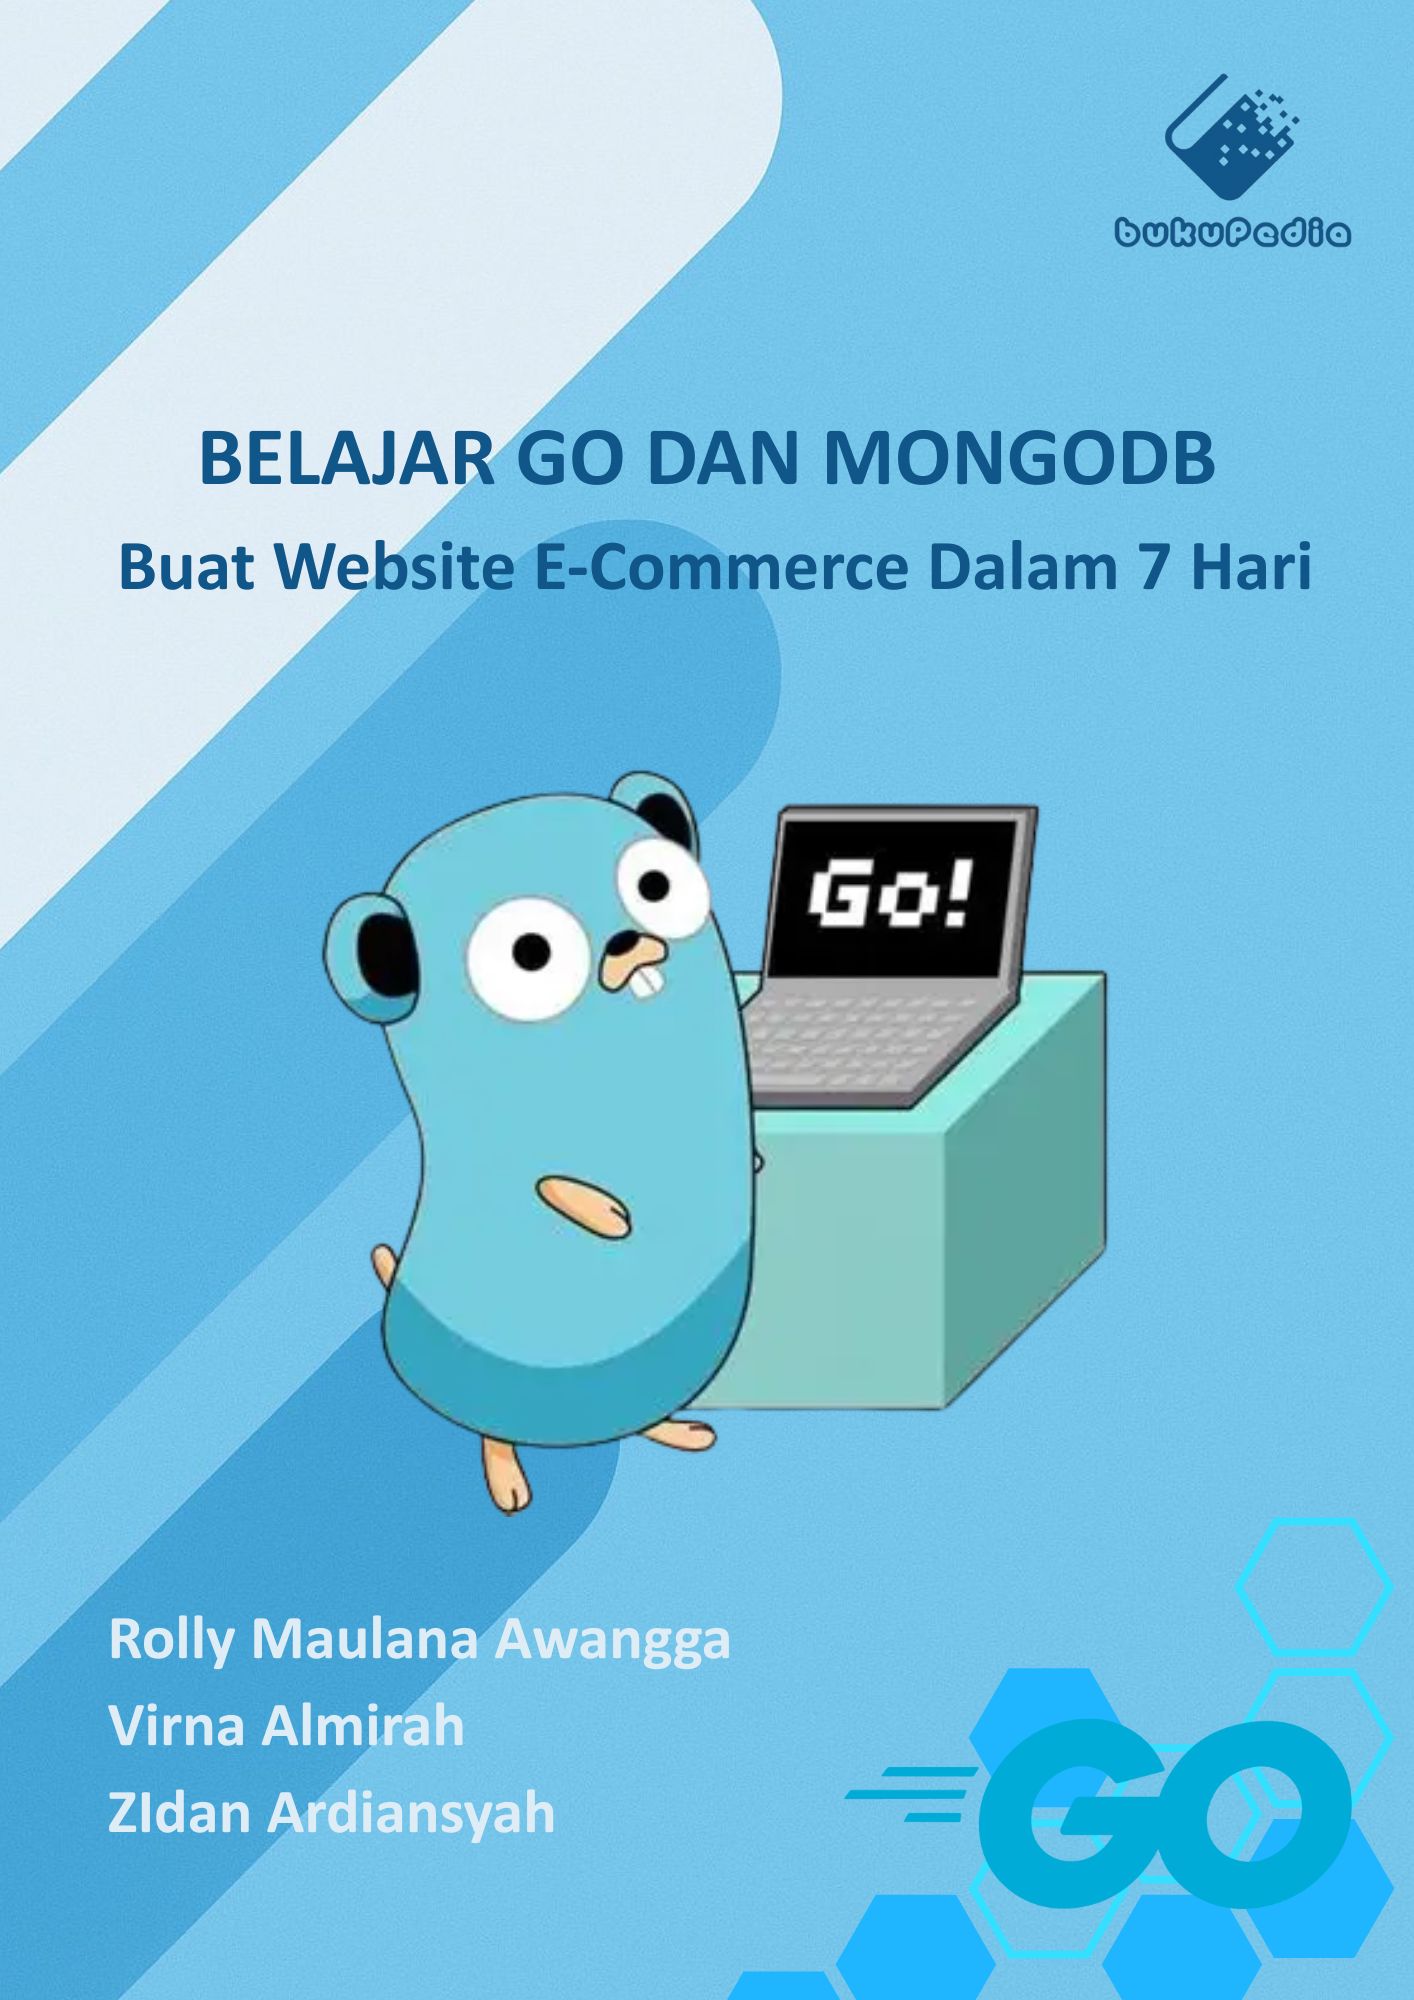 bukuPedia
BELAJAR GO DAN MONGODB
Buat Website E-Commerce Dalam 7 Hari
Go!
Rolly Maulana Awangga
Virna Almirah
ZIdan Ardiansyah
GO